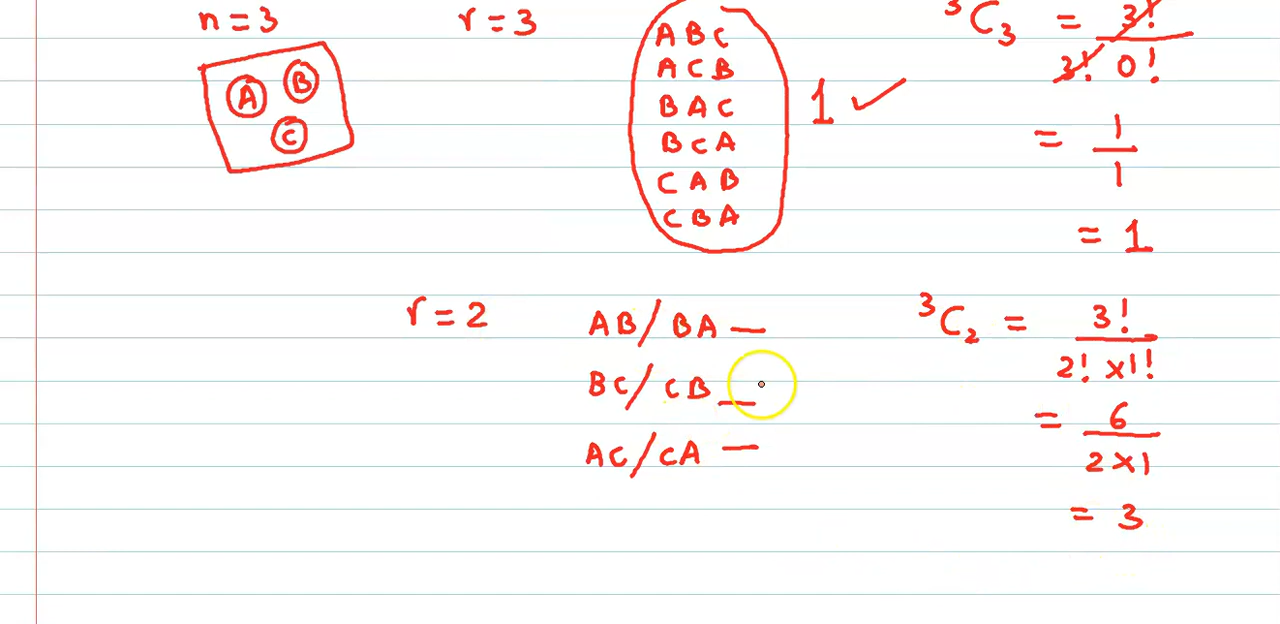 n = 3 r = 3
A B C
A C B
B A C
B C A
C A B
C B A
A B C
1 ✓
³C₃ = 3! / 3! 0!
= 1 / 1
= 1
r = 2
AB / BA —
BC / CB —
AC / CA —
³C₂ = 3! / 2! × 1!
= 6 / 2 × 1
= 3